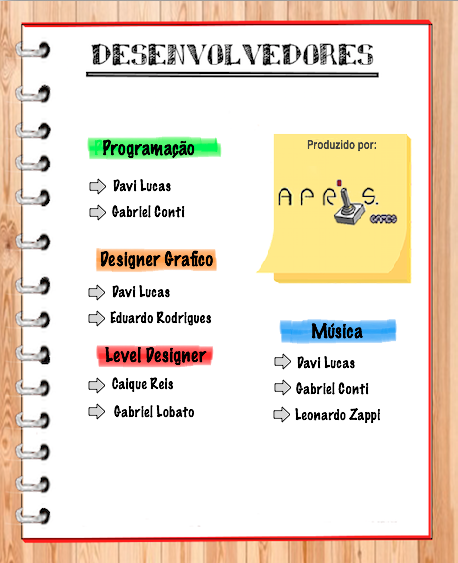 DESENVOLVEDORES
Programação
Davi Lucas
Gabriel Conti
Designer Grafico
Davi Lucas
Eduardo Rodrigues
Level Designer
Caique Reis
Gabriel Lobato
Produzido por:
APRIS.
GAMES
Música
Davi Lucas
Gabriel Conti
Leonardo Zappi